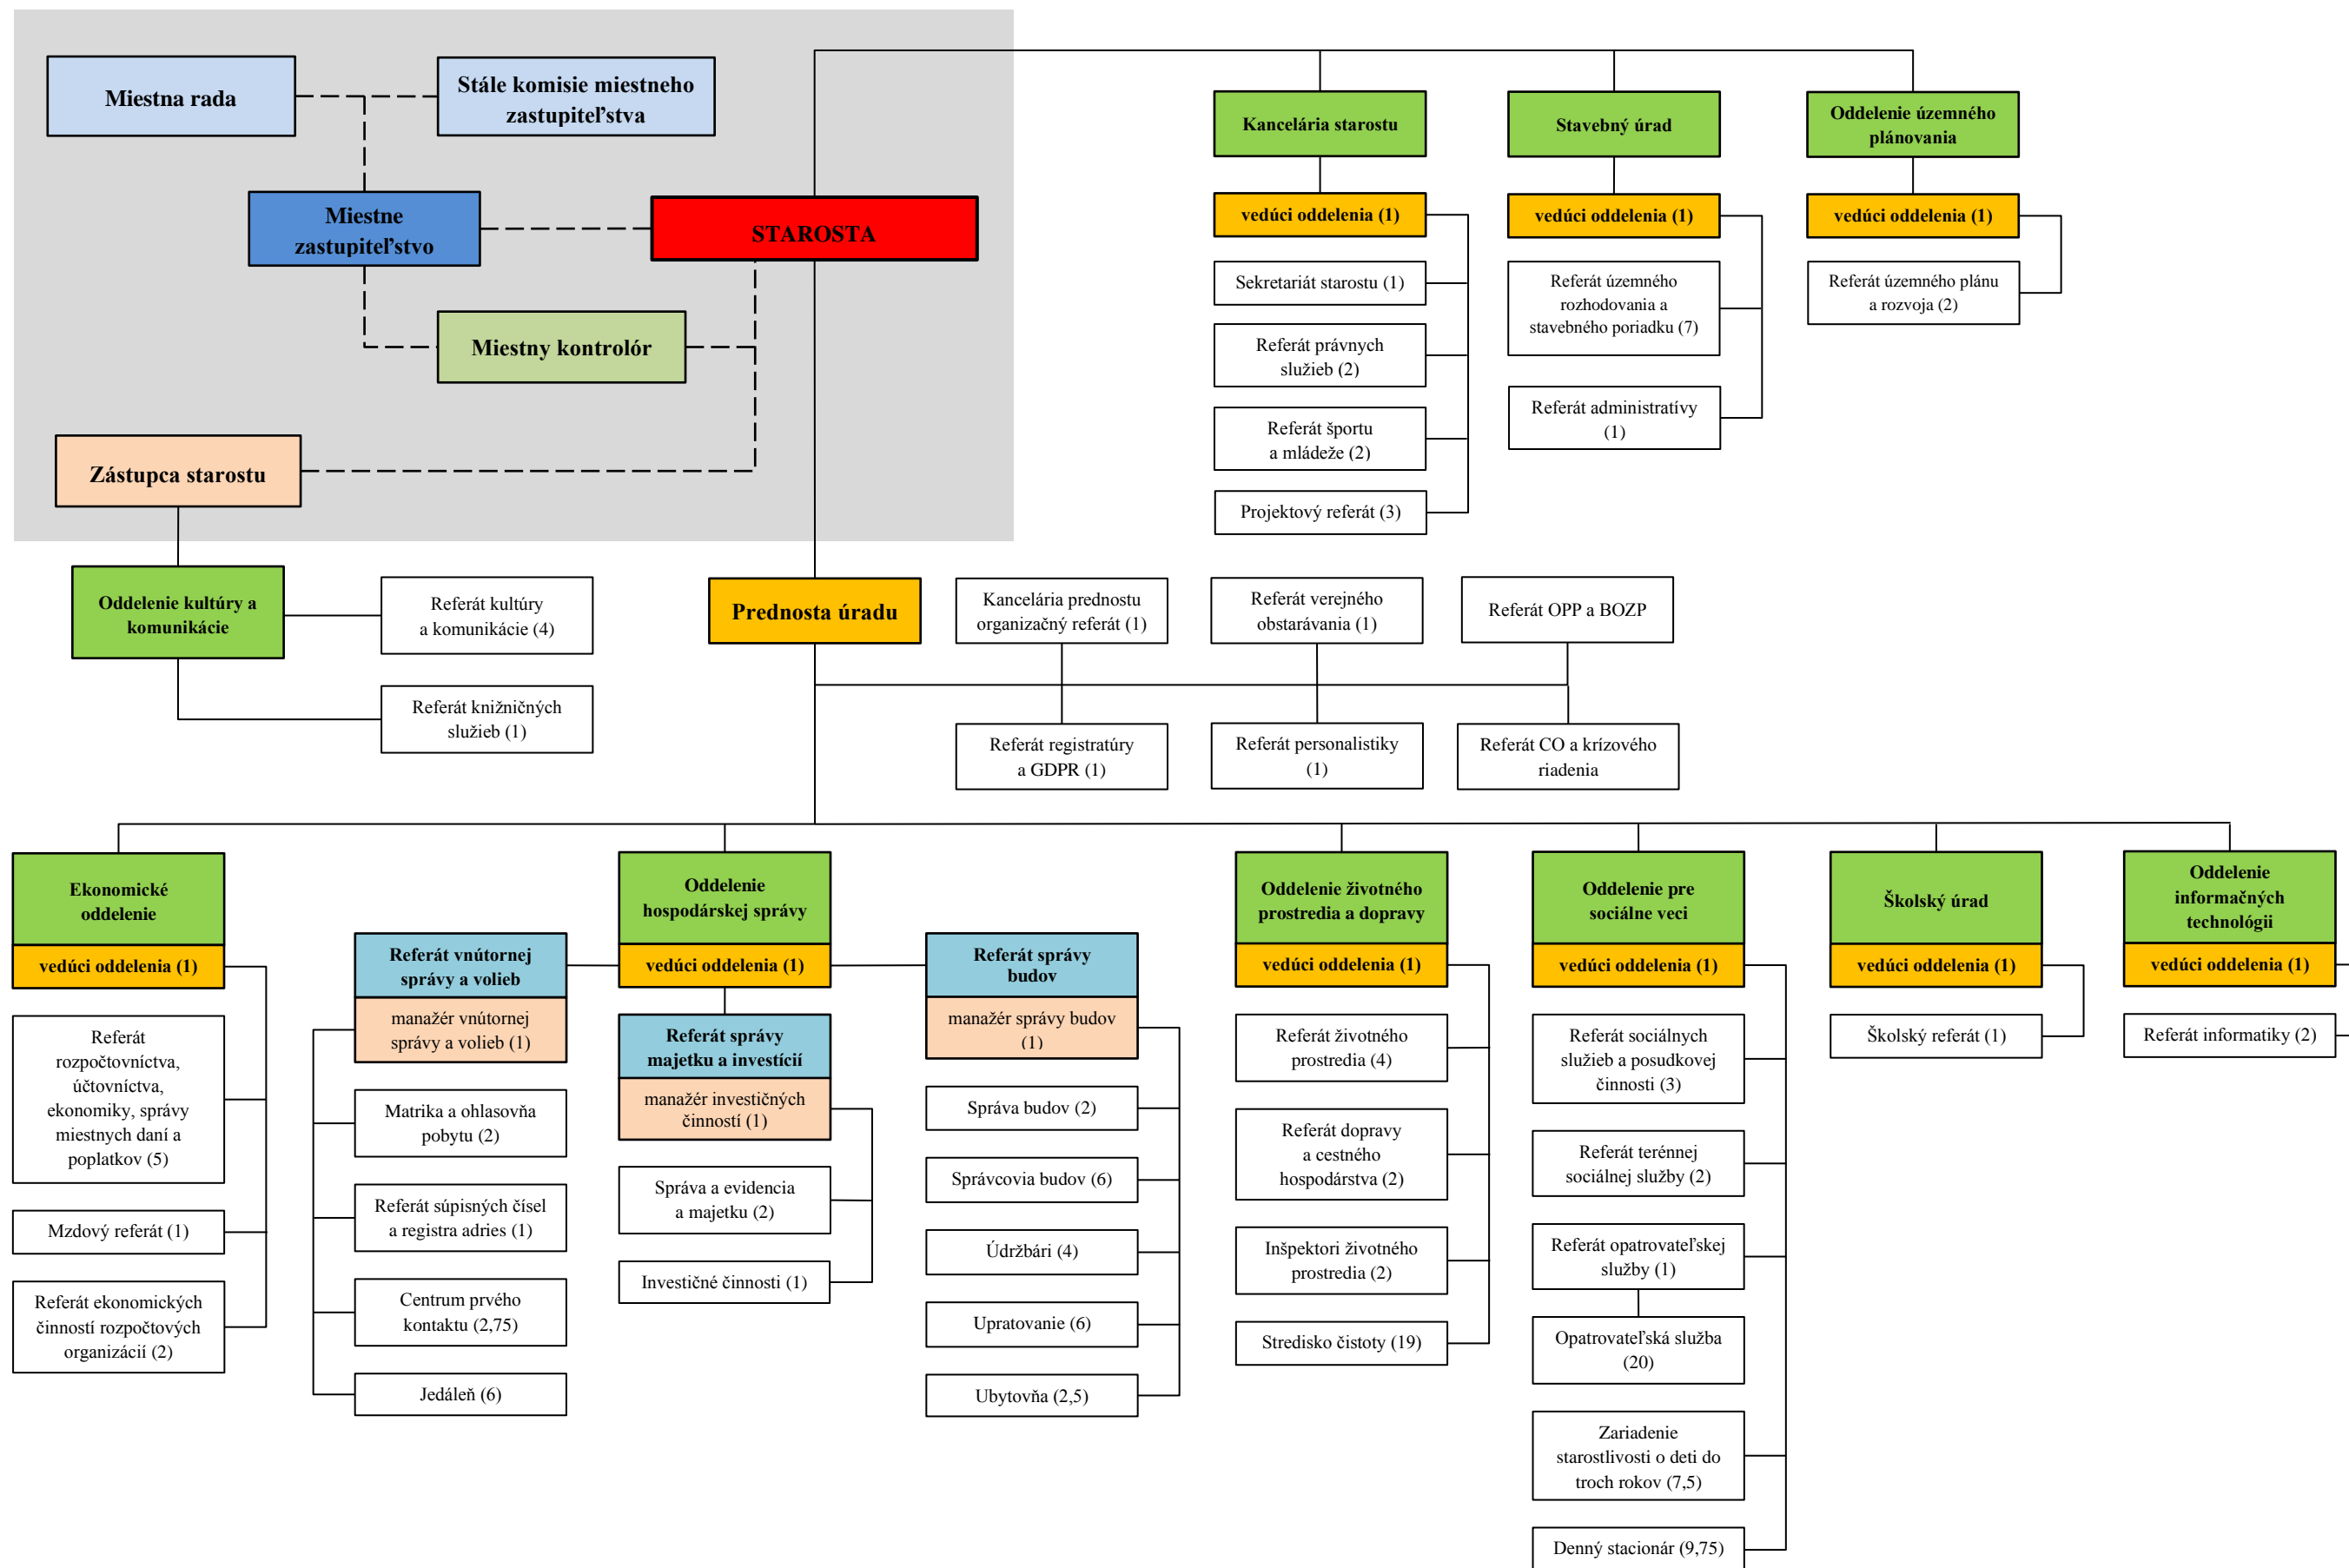 Miestna rada
Stále komisie miestneho
zastupiteľstva
Miestne
zastupiteľstvo
STAROSTA
Miestny kontrolór
Zástupca starostu
Kancelária starostu
vedúci oddelenia (1)
Sekretariát starostu (1)
Referát právnych
služieb (2)
Referát športu
a mládeže (2)
Projektový referát (3)
Stavebný úrad
vedúci oddelenia (1)
Referát územného
rozhodovania a
stavebného poriadku (7)
Referát administratívy
(1)
Oddelenie územného
plánovania
vedúci oddelenia (1)
Referát územného plánu
a rozvoja (2)
Oddelenie kultúry a
komunikácie
Referát kultúry
a komunikácie (4)
Referát knižničných
služieb (1)
Prednosta úradu
Kancelária prednostu
organizačný referát (1)
Referát verejného
obstarávania (1)
Referát OPP a BOZP
Referát registratúry
a GDPR (1)
Referát personalistiky
(1)
Referát CO a krízového
riadenia
Ekonomické
oddelenie
vedúci oddelenia (1)
Referát
rozpočtovníctva,
účtovníctva,
ekonomiky, správy
miestnych daní a
poplatkov (5)
Mzdový referát (1)
Referát ekonomických
činností rozpočtových
organizácií (2)
Referát vnútornej
správy a volieb
manažér vnútornej
správy a volieb (1)
Matrika a ohlasovňa
pobytu (2)
Referát súpisných čísel
a registra adries (1)
Centrum prvého
kontaktu (2,75)
Jedáleň (6)
Oddelenie
hospodárskej správy
vedúci oddelenia (1)
Referát správy
majetku a investícií
manažér investičných
činností (1)
Správa a evidencia
a majetku (2)
Investičné činnosti (1)
Referát správy
budov
manažér správy budov
(1)
Správa budov (2)
Správcovia budov (6)
Údržbári (4)
Upratovanie (6)
Ubytovňa (2,5)
Oddelenie životného
prostredia a dopravy
vedúci oddelenia (1)
Referát životného
prostredia (4)
Referát dopravy
a cestného
hospodárstva (2)
Inšpektori životného
prostredia (2)
Stredisko čistoty (19)
Oddelenie pre
sociálne veci
vedúci oddelenia (1)
Referát sociálnych
služieb a posudkovej
činnosti (3)
Referát terénnej
sociálnej služby (2)
Referát opatrovateľskej
služby (1)
Opatrovateľská služba
(20)
Zariadenie
starostlivosti o deti do
troch rokov (7,5)
Denný stacionár (9,75)
Školský úrad
vedúci oddelenia (1)
Školský referát (1)
Oddelenie
informačných
technológii
vedúci oddelenia (1)
Referát informatiky (2)